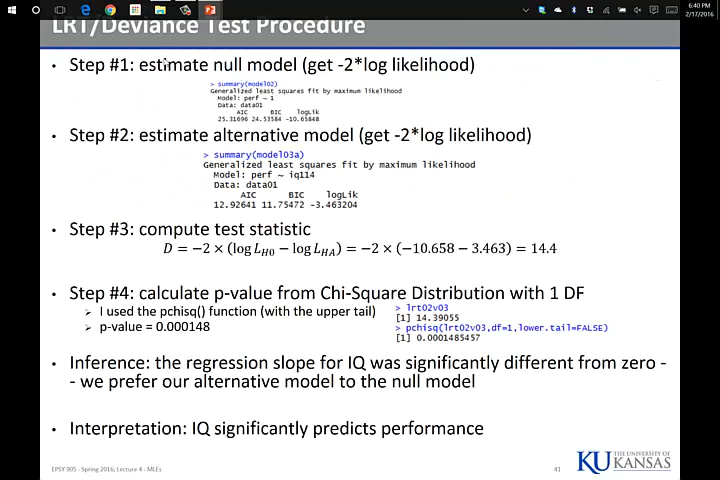 6:40 PM
2/17/2016
LRT/Deviance Test Procedure
• Step #1: estimate null model (get -2*log likelihood)
> summary(model02)
Generalized least squares fit by maximum likelihood
Model: perf ~ 1
Data: data01
AIC BIC logLik
25.31696 24.53584 -10.65848
• Step #2: estimate alternative model (get -2*log likelihood)
> summary(model03a)
Generalized least squares fit by maximum likelihood
Model: perf ~ iq114
Data: data01
AIC BIC logLik
12.92641 11.75472 -3.463204
• Step #3: compute test statistic
D = −2 × (log L_H0 − log L_HA) = −2 × (−10.658 − 3.463) = 14.4
• Step #4: calculate p-value from Chi-Square Distribution with 1 DF
➢ I used the pchisq() function (with the upper tail)
➢ p-value = 0.000148
> lrt02v03
[1] 14.39055
> pchisq(lrt02v03,df=1,lower.tail=FALSE)
[1] 0.0001485457
• Inference: the regression slope for IQ was significantly different from zero -
- we prefer our alternative model to the null model
• Interpretation: IQ significantly predicts performance
EPSY 905 - Spring 2016; Lecture 4 - MLEs
41
KU THE UNIVERSITY OF
KANSAS